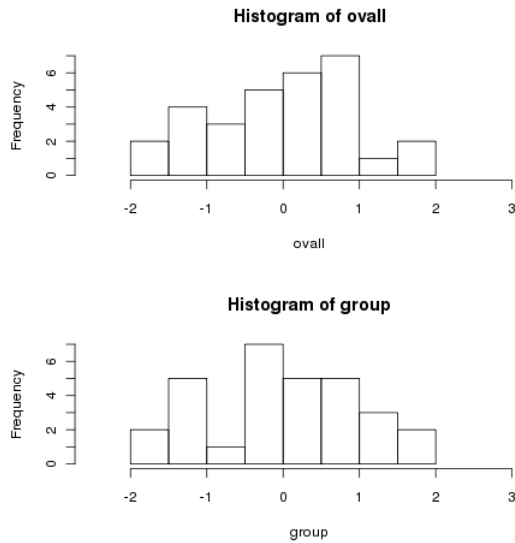 Histogram of ovall
Frequency
0 2 4 6
-2 -1 0 1 2 3
ovall
Histogram of group
Frequency
0 2 4 6
-2 -1 0 1 2 3
group